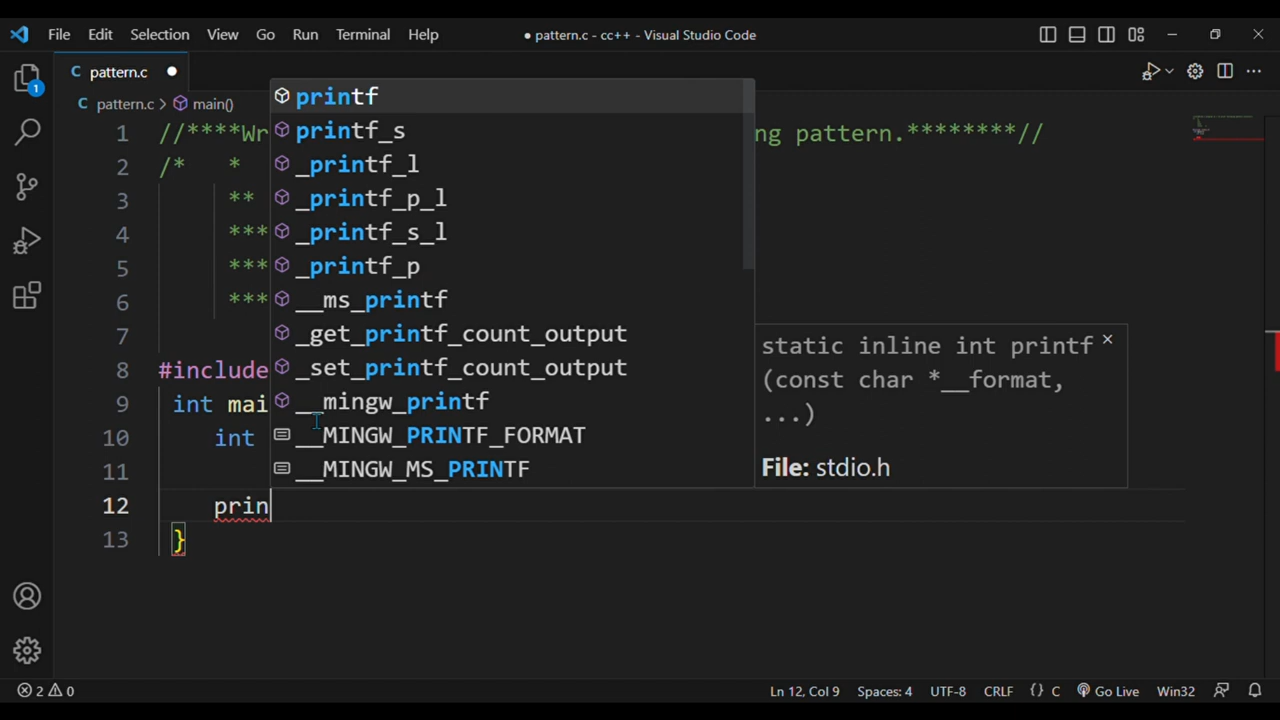 File Edit Selection View Go Run Terminal Help
● pattern.c - cc++ - Visual Studio Code
C pattern.c ●
C pattern.c > main()
1 //****Wr
ng pattern.********//
2 /* *
3 **
4 ***
5 ***
6 ***
7
8 #include
9 int mai
10 int
11
12 prin
13 }
printf
printf_s
_printf_l
_printf_p_l
_printf_s_l
_printf_p
__ms_printf
_get_printf_count_output
_set_printf_count_output
__mingw_printf
__MINGW_PRINTF_FORMAT
__MINGW_MS_PRINTF
static inline int printf
(const char *__format,
...)
File: stdio.h
1
2 0 Ln 12, Col 9 Spaces: 4 UTF-8 CRLF {} C Go Live Win32